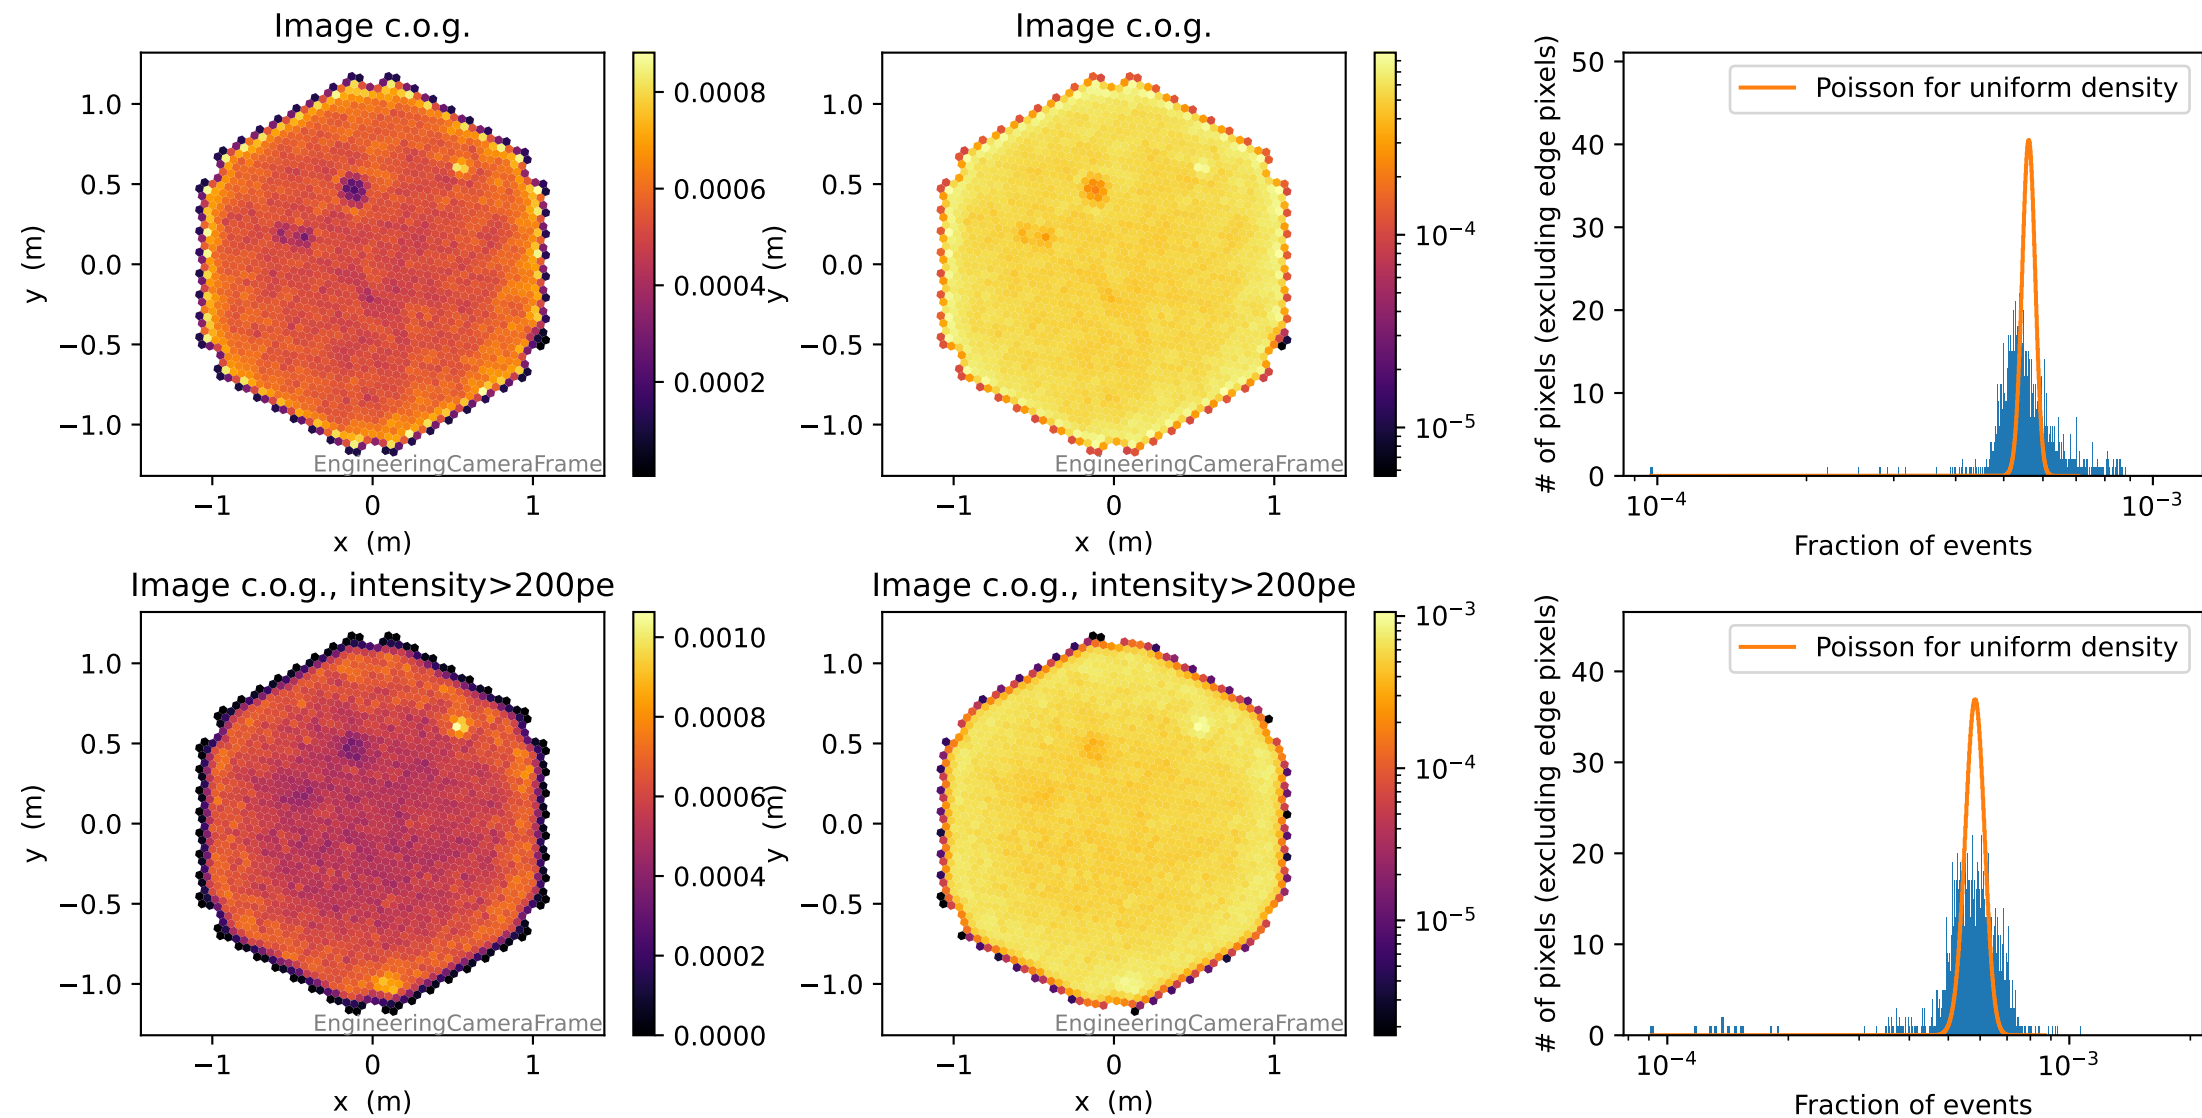 Image c.o.g.
y (m)
1.0
0.5
0.0
−0.5
−1.0
−1
0
1
x (m)
EngineeringCameraFrame
0.0008
0.0006
0.0004
0.0002
Image c.o.g.
y (m)
1.0
0.5
0.0
−0.5
−1.0
−1
0
1
x (m)
EngineeringCameraFrame
10⁻⁴
10⁻⁵
# of pixels (excluding edge pixels)
50
40
30
20
10
0
Poisson for uniform density
10⁻⁴
10⁻³
Fraction of events
Image c.o.g., intensity>200pe
y (m)
1.0
0.5
0.0
−0.5
−1.0
−1
0
1
x (m)
EngineeringCameraFrame
0.0010
0.0008
0.0006
0.0004
0.0002
0.0000
Image c.o.g., intensity>200pe
y (m)
1.0
0.5
0.0
−0.5
−1.0
−1
0
1
x (m)
EngineeringCameraFrame
10⁻³
10⁻⁴
10⁻⁵
# of pixels (excluding edge pixels)
40
30
20
10
0
Poisson for uniform density
10⁻⁴
10⁻³
Fraction of events